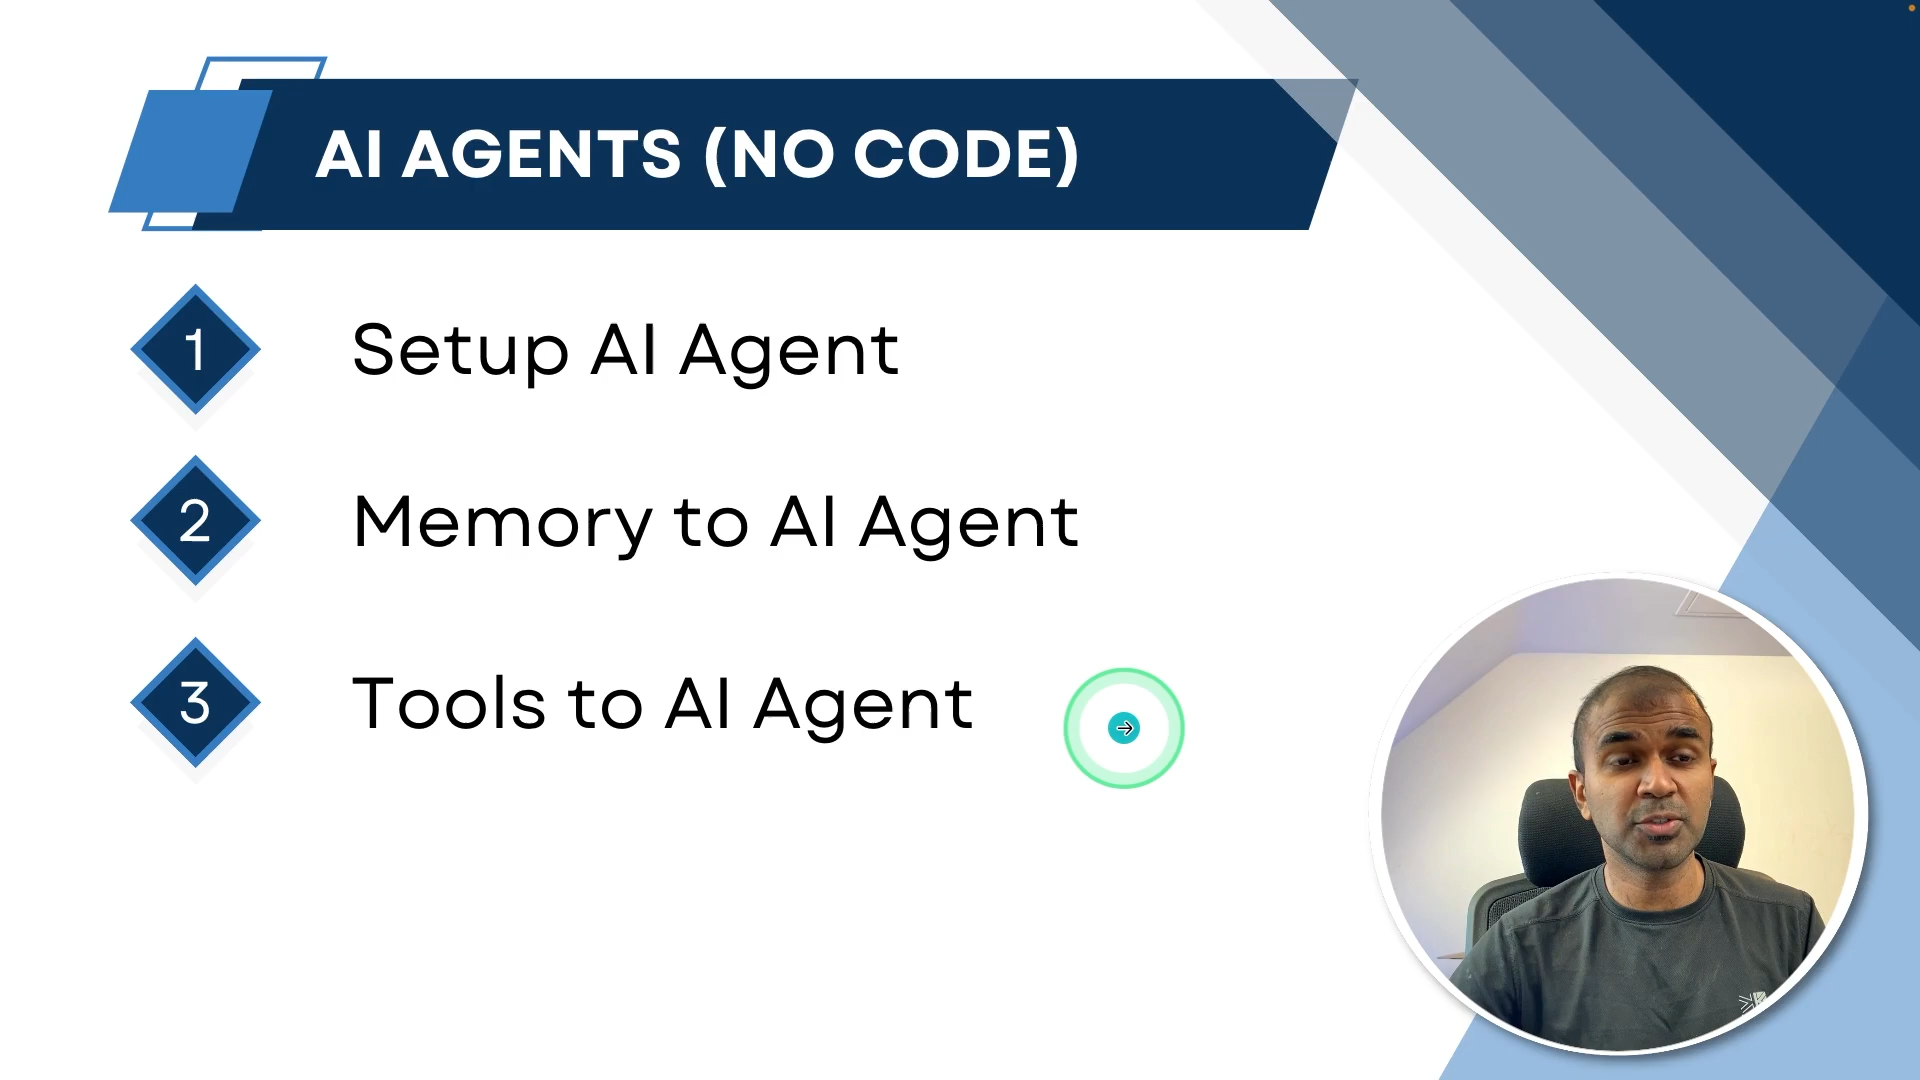 AI AGENTS (NO CODE)
1 Setup AI Agent
2 Memory to AI Agent
3 Tools to AI Agent